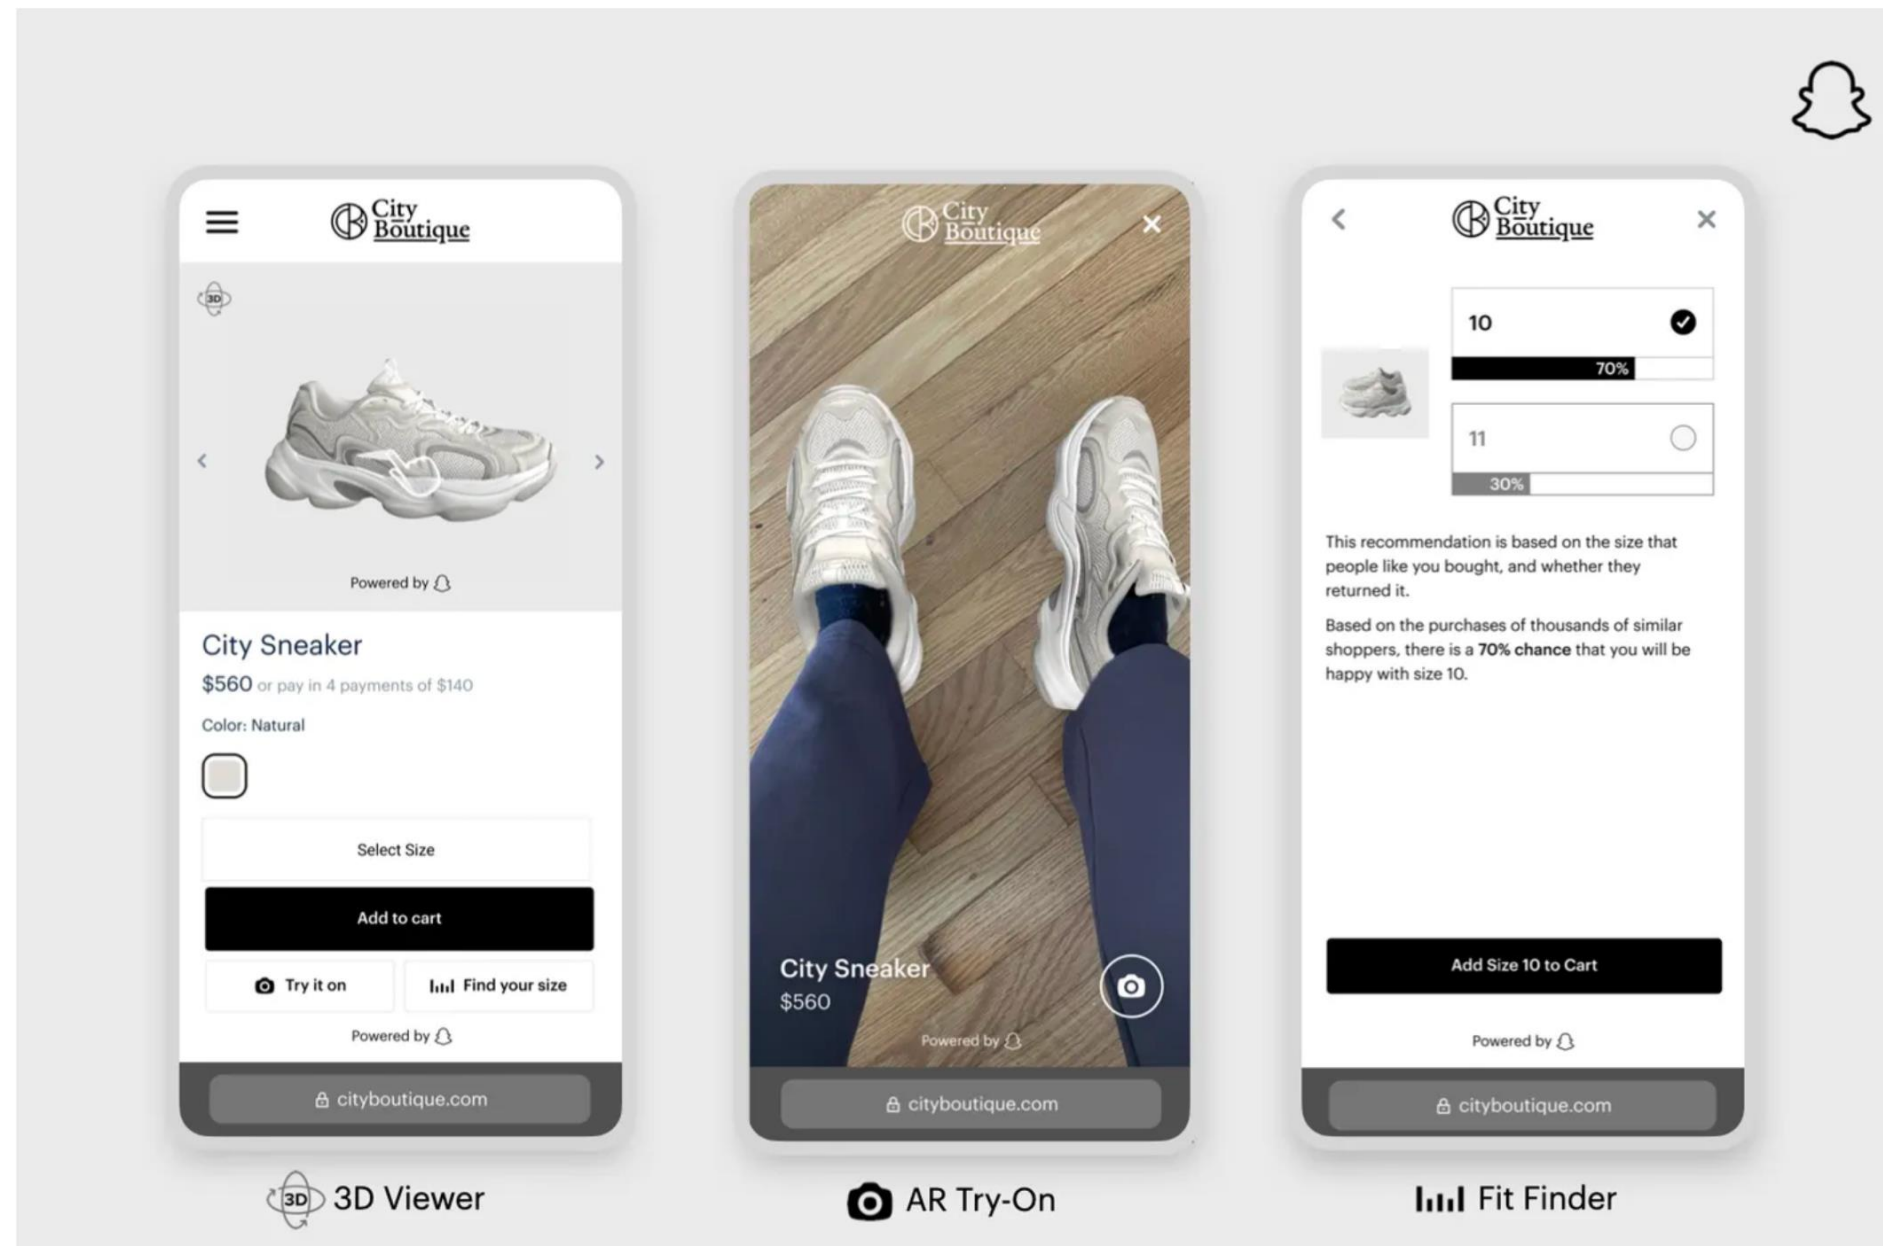 City
Boutique
3D
Powered by
City Sneaker
$560 or pay in 4 payments of $140
Color: Natural
Select Size
Add to cart
Try it on
Find your size
Powered by
cityboutique.com
3D 3D Viewer
City
Boutique
City Sneaker
$560
Powered by
cityboutique.com
AR Try-On
City
Boutique
10
70%
11
30%
This recommendation is based on the size that
people like you bought, and whether they
returned it.
Based on the purchases of thousands of similar
shoppers, there is a 70% chance that you will be
happy with size 10.
Add Size 10 to Cart
Powered by
cityboutique.com
Fit Finder